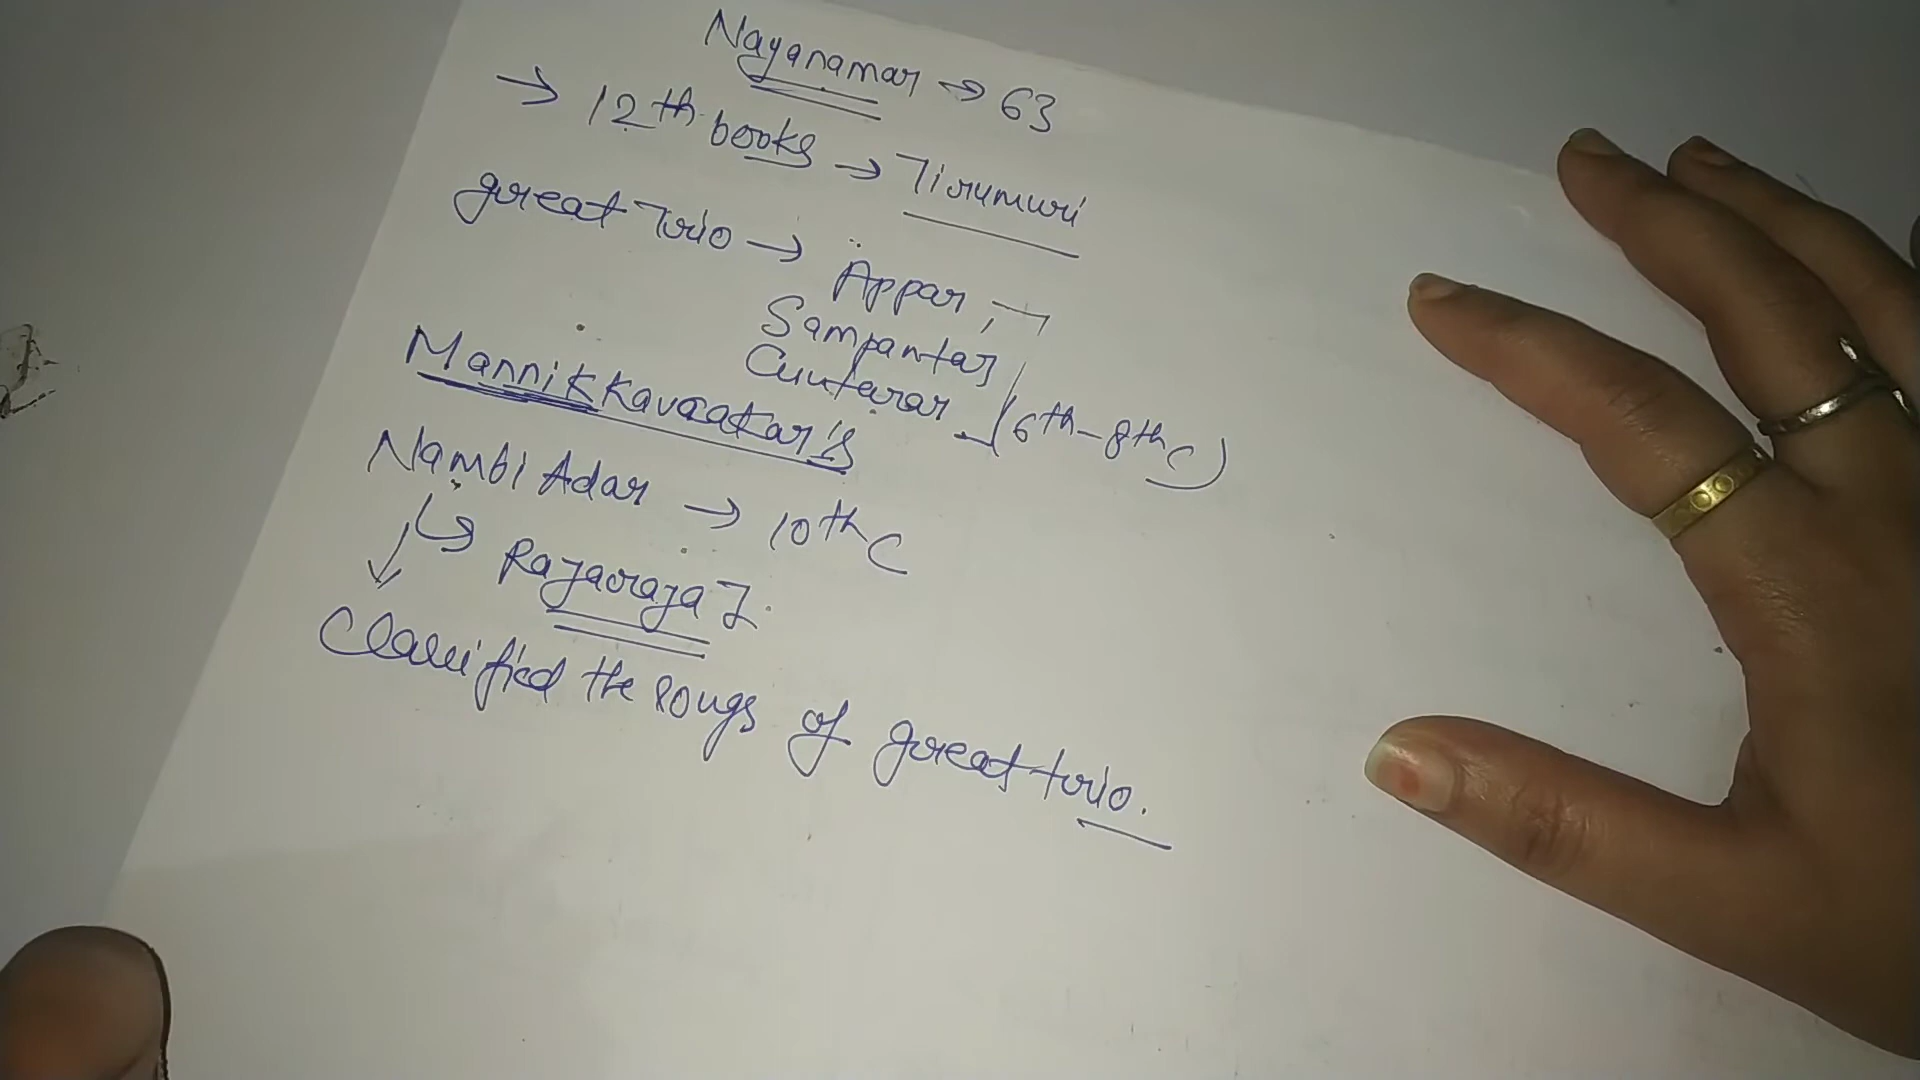 Nayanamar → 63
→ 12th books → Tirumuri
great Trio → Appar,
Sampantar
Cuntarar (6th-8th C)
Mannikkavaatkar's
Nambi Adar → 10th C
↳ Rajaraja I.
Classified the songs of great trio.